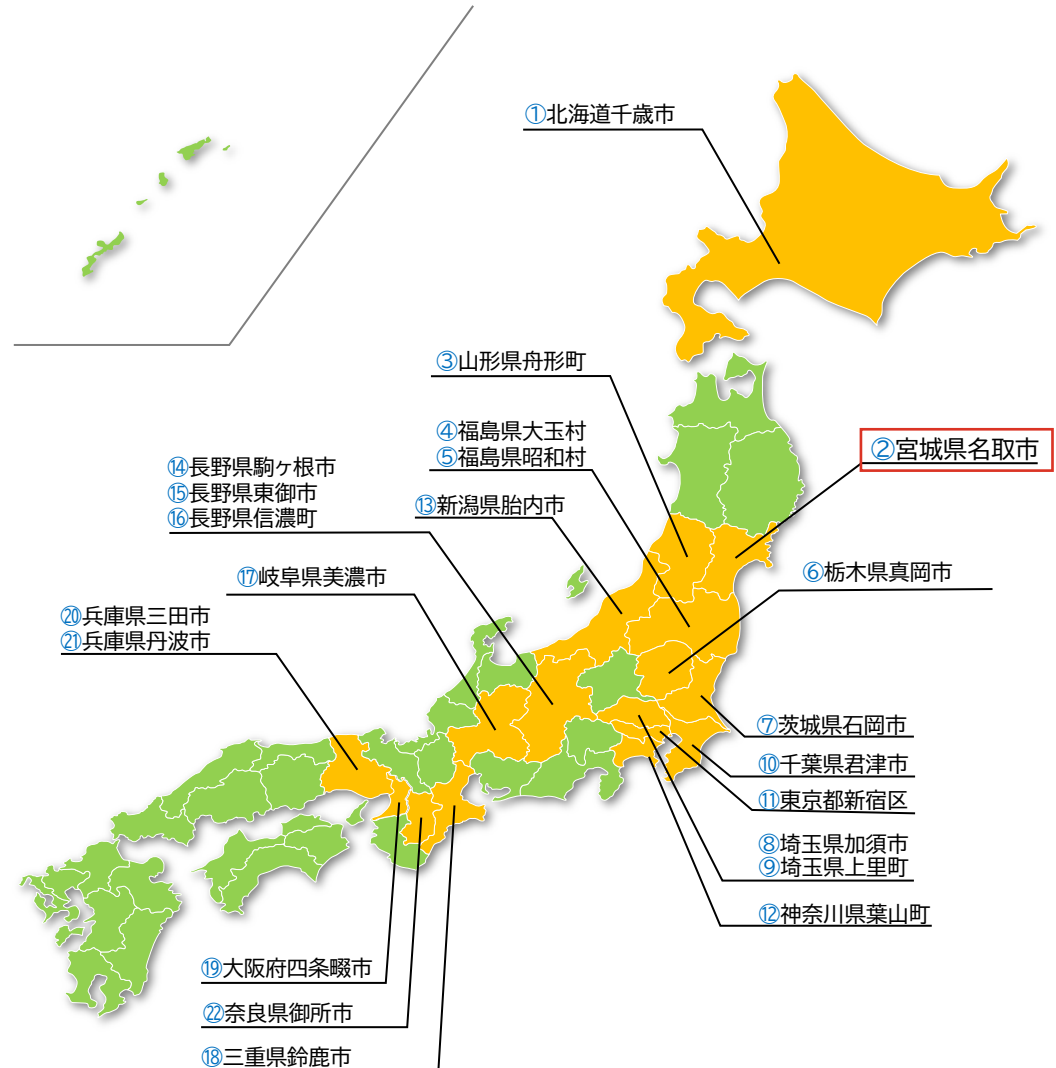 ①北海道千歳市
③山形県舟形町
④福島県大玉村
⑤福島県昭和村
②宮城県名取市
⑭長野県駒ヶ根市
⑮長野県東御市
⑯長野県信濃町
⑬新潟県胎内市
⑰岐阜県美濃市
⑥栃木県真岡市
⑳兵庫県三田市
㉑兵庫県丹波市
⑦茨城県石岡市
⑩千葉県君津市
⑪東京都新宿区
⑧埼玉県加須市
⑨埼玉県上里町
⑫神奈川県葉山町
⑲大阪府四条畷市
㉒奈良県御所市
⑱三重県鈴鹿市